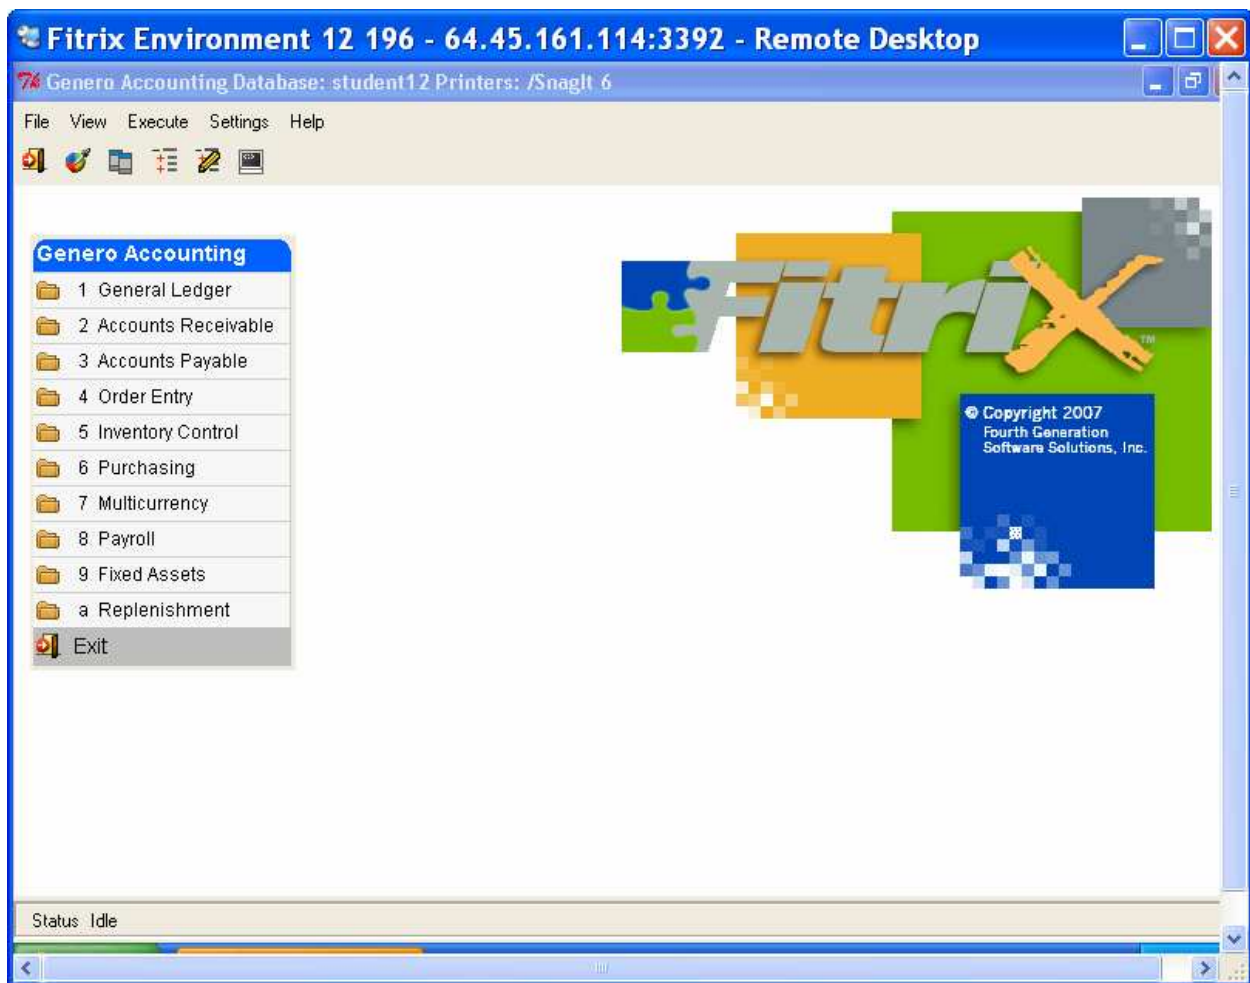 Fitrix Environment 12 196 - 64.45.161.114:3392 - Remote Desktop
Genero Accounting Database: student12 Printers: /SnagIt 6
File View Execute Settings Help
Genero Accounting
1 General Ledger
2 Accounts Receivable
3 Accounts Payable
4 Order Entry
5 Inventory Control
6 Purchasing
7 Multicurrency
8 Payroll
9 Fixed Assets
a Replenishment
Exit
FitriX
TM
© Copyright 2007
Fourth Generation
Software Solutions, Inc.
Status Idle